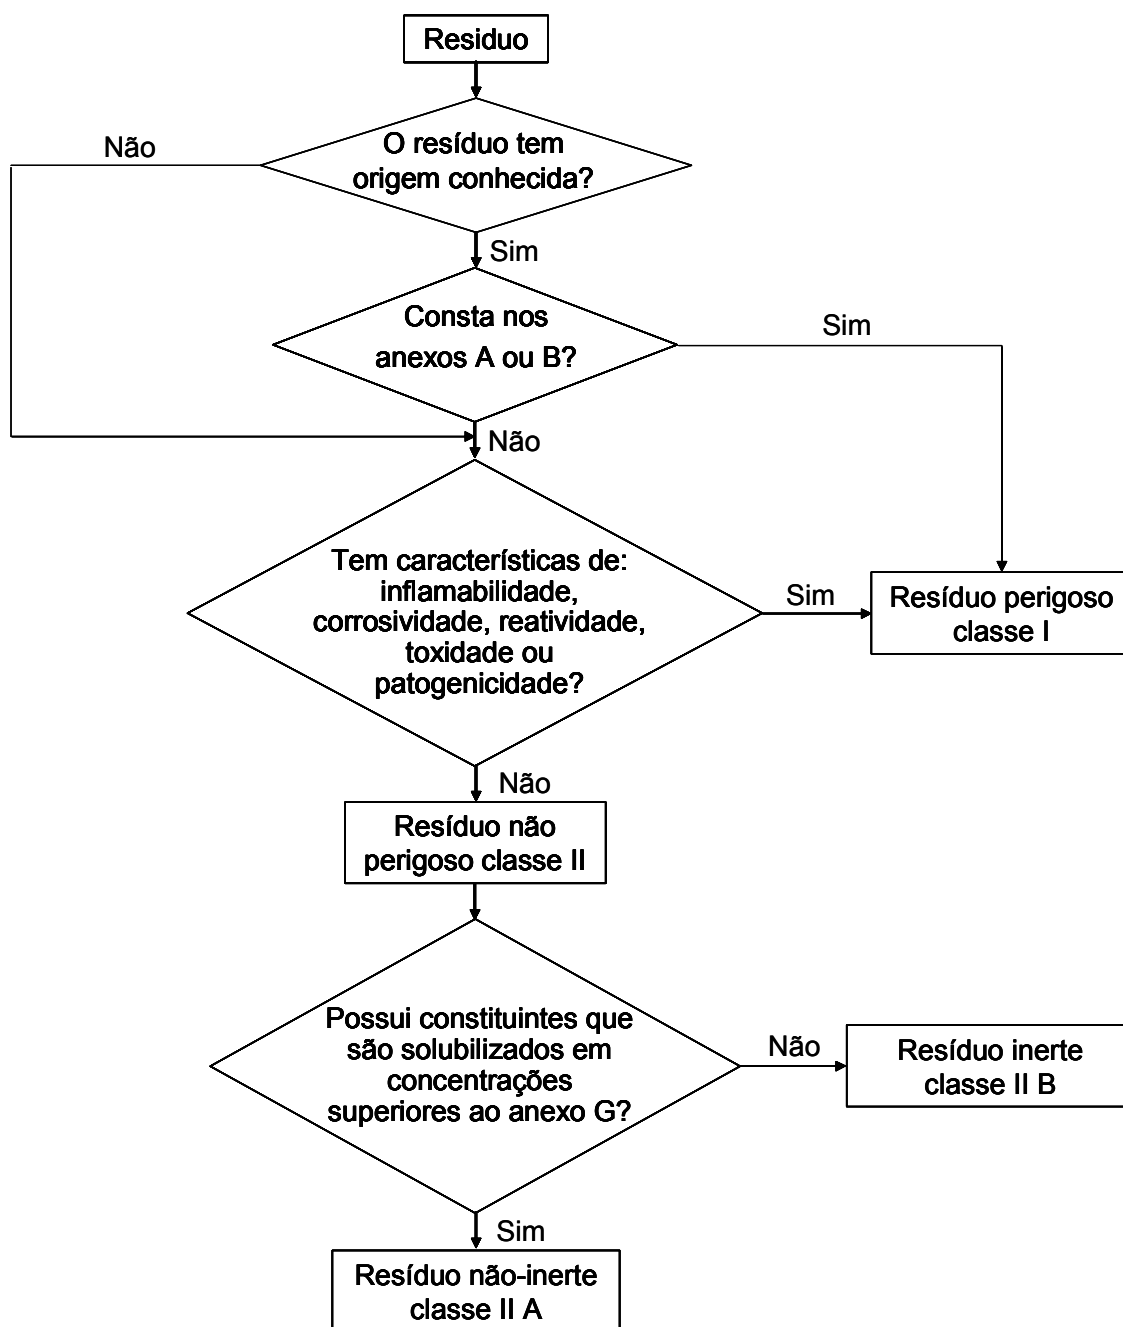 Residuo
Não
O resíduo tem
origem conhecida?
Sim
Consta nos
anexos A ou B?
Sim
Não
Tem características de:
inflamabilidade,
corrosividade, reatividade,
toxidade ou
patogenicidade?
Sim
Resíduo perigoso
classe I
Não
Resíduo não
perigoso classe II
Possui constituintes que
são solubilizados em
concentrações
superiores ao anexo G?
Não
Resíduo inerte
classe II B
Sim
Resíduo não-inerte
classe II A